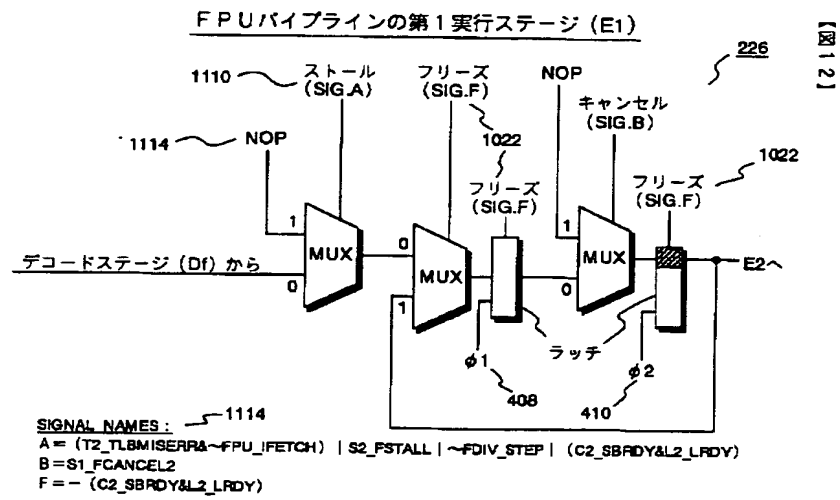 FPUパイプラインの第1実行ステージ (E1)
【図12】
226
1110
ストール
(SIG.A)
フリーズ
(SIG.F)
NOP
キャンセル
(SIG.B)
1114
NOP
1022
フリーズ
(SIG.F)
1022
フリーズ
(SIG.F)
1
MUX
0
デコードステージ (Df) から
0
MUX
1
1
MUX
0
E2へ
ラッチ
φ1
408
φ2
410
SIGNAL NAMES :
1114
A = (T2_TLBMISERR&~FPU_IFETCH) | S2_FSTALL | ~FDIV_STEP | (C2_SBRDY&L2_LRDY)
B = S1_FCANCEL2
F = - (C2_SBRDY&L2_LRDY)